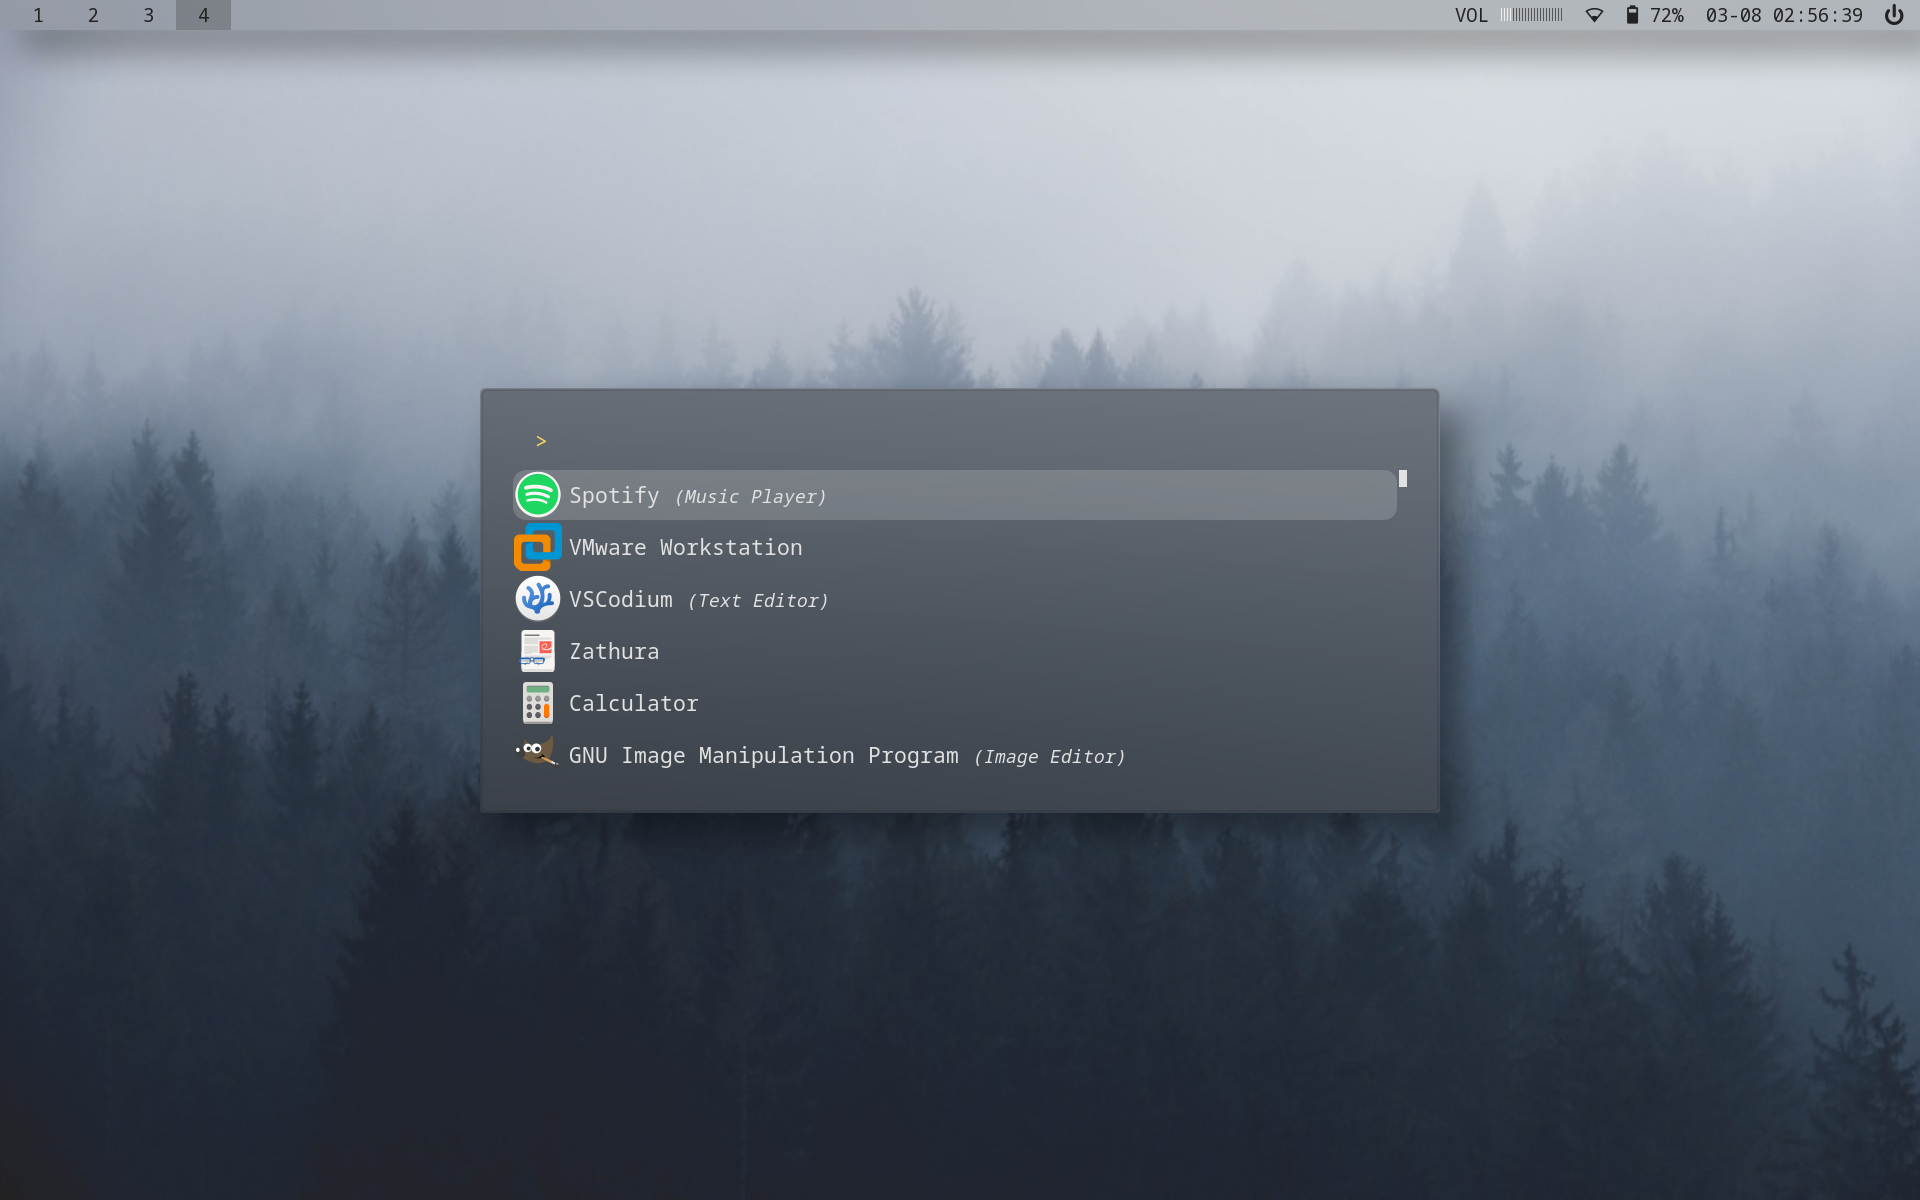 1 2 3 4 VOL 72% 03-08 02:56:39
>
Spotify (Music Player)
VMware Workstation
VSCodium (Text Editor)
Zathura
Calculator
GNU Image Manipulation Program (Image Editor)